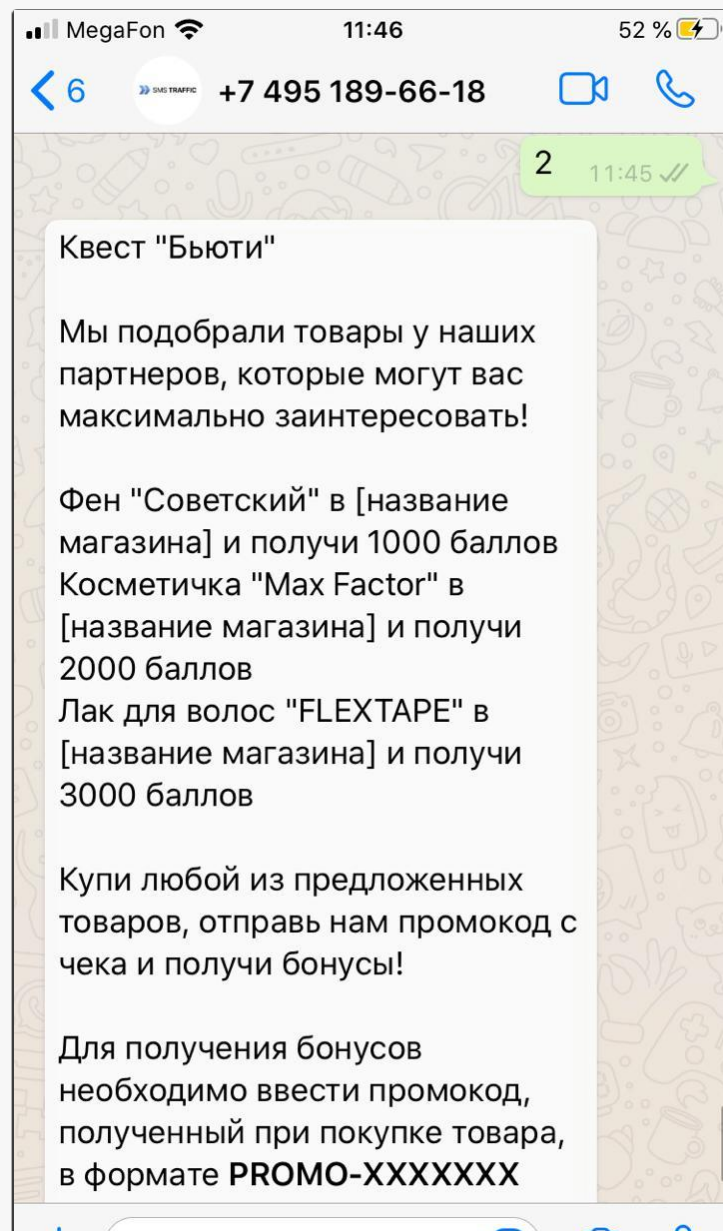 MegaFon 11:46 52 %
6 SMS TRAFFIC +7 495 189-66-18
2 11:45
Квест "Бьюти"
Мы подобрали товары у наших
партнеров, которые могут вас
максимально заинтересовать!
Фен "Советский" в [название
магазина] и получи 1000 баллов
Косметичка "Max Factor" в
[название магазина] и получи
2000 баллов
Лак для волос "FLEXTAPE" в
[название магазина] и получи
3000 баллов
Купи любой из предложенных
товаров, отправь нам промокод с
чека и получи бонусы!
Для получения бонусов
необходимо ввести промокод,
полученный при покупке товара,
в формате PROMO-XXXXXXX